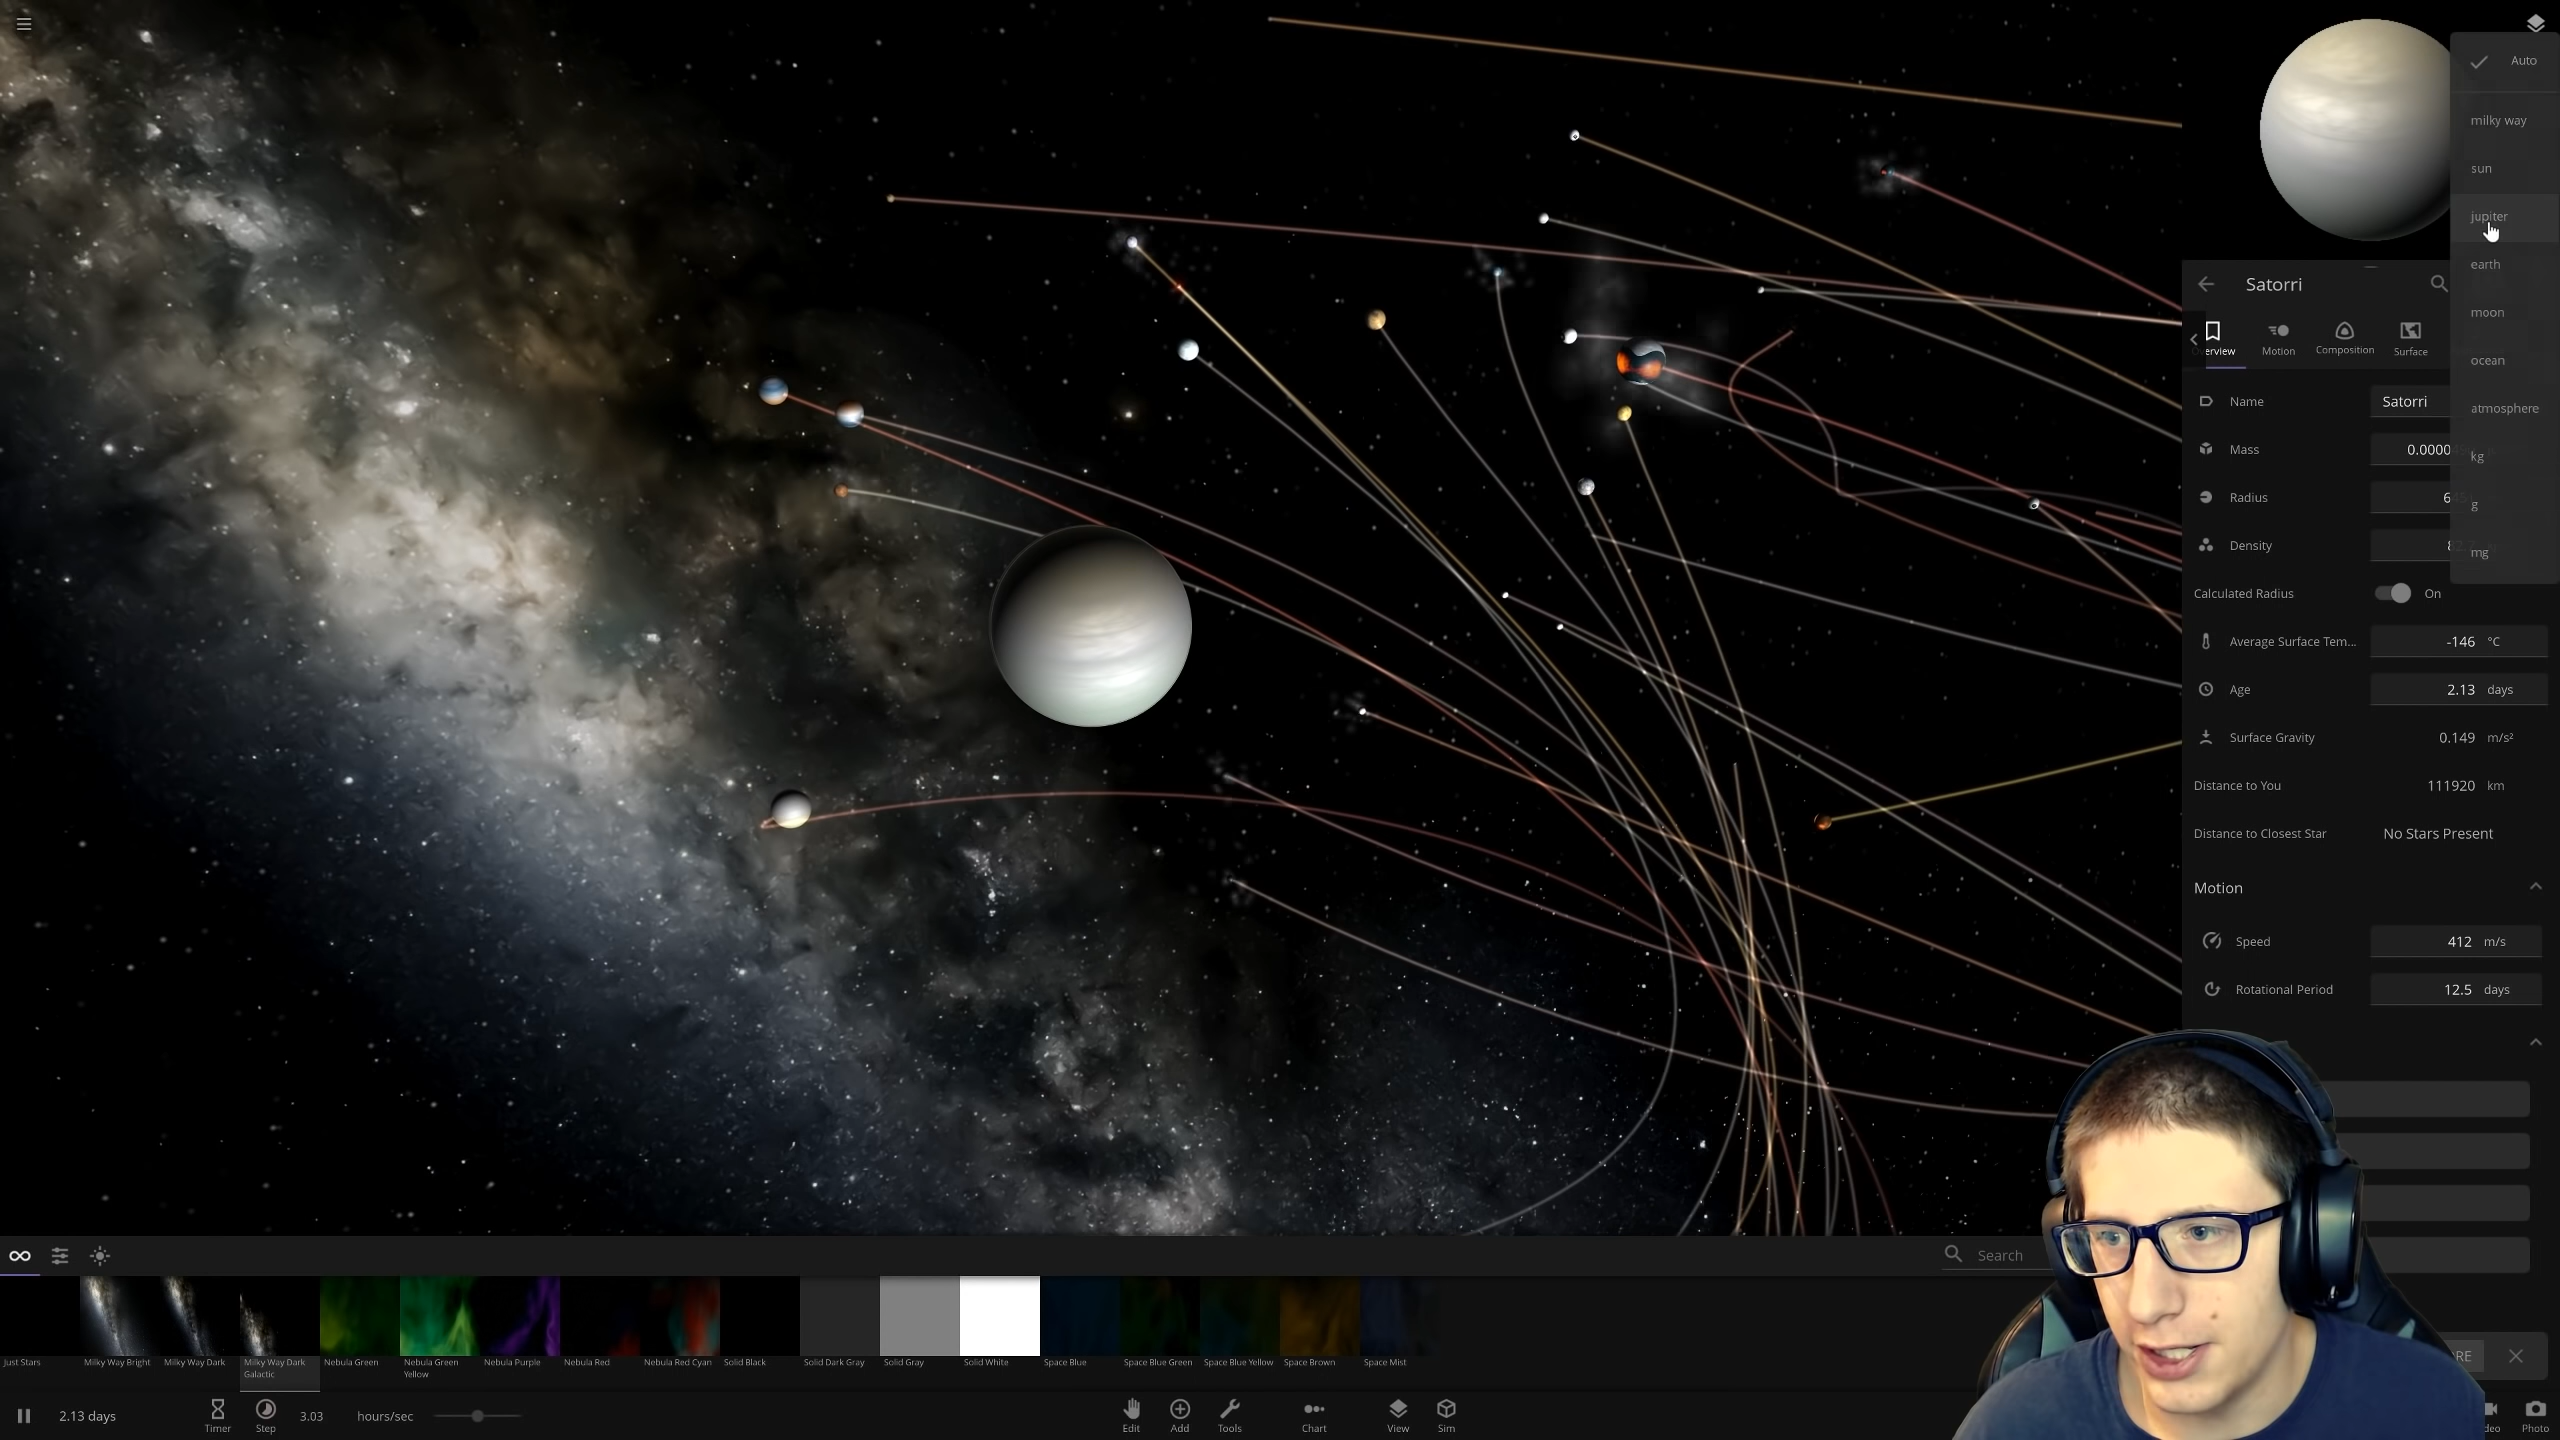 Auto
milky way
sun
jupiter
earth
moon
ocean
atmosphere
kg
g
mg
Satorri
Overview
Motion
Composition
Surface
Name
Satorri
Mass
0.0000
Radius
Density
Calculated Radius
On
Average Surface Tem...
-146 °C
Age
2.13 days
Surface Gravity
0.149 m/s²
Distance to You
111920 km
Distance to Closest Star
No Stars Present
Motion
Speed
412 m/s
Rotational Period
12.5 days
Search
Just Stars
Milky Way Bright
Milky Way Dark
Milky Way Dark
Galactic
Nebula Green
Nebula Green
Yellow
Nebula Purple
Nebula Red
Nebula Red Cyan
Solid Black
Solid Dark Gray
Solid Gray
Solid White
Space Blue
Space Blue Green
Space Blue Yellow
Space Brown
Space Mist
2.13 days
Timer
Step
3.03
hours/sec
Edit
Add
Tools
Chart
View
Sim
Photo